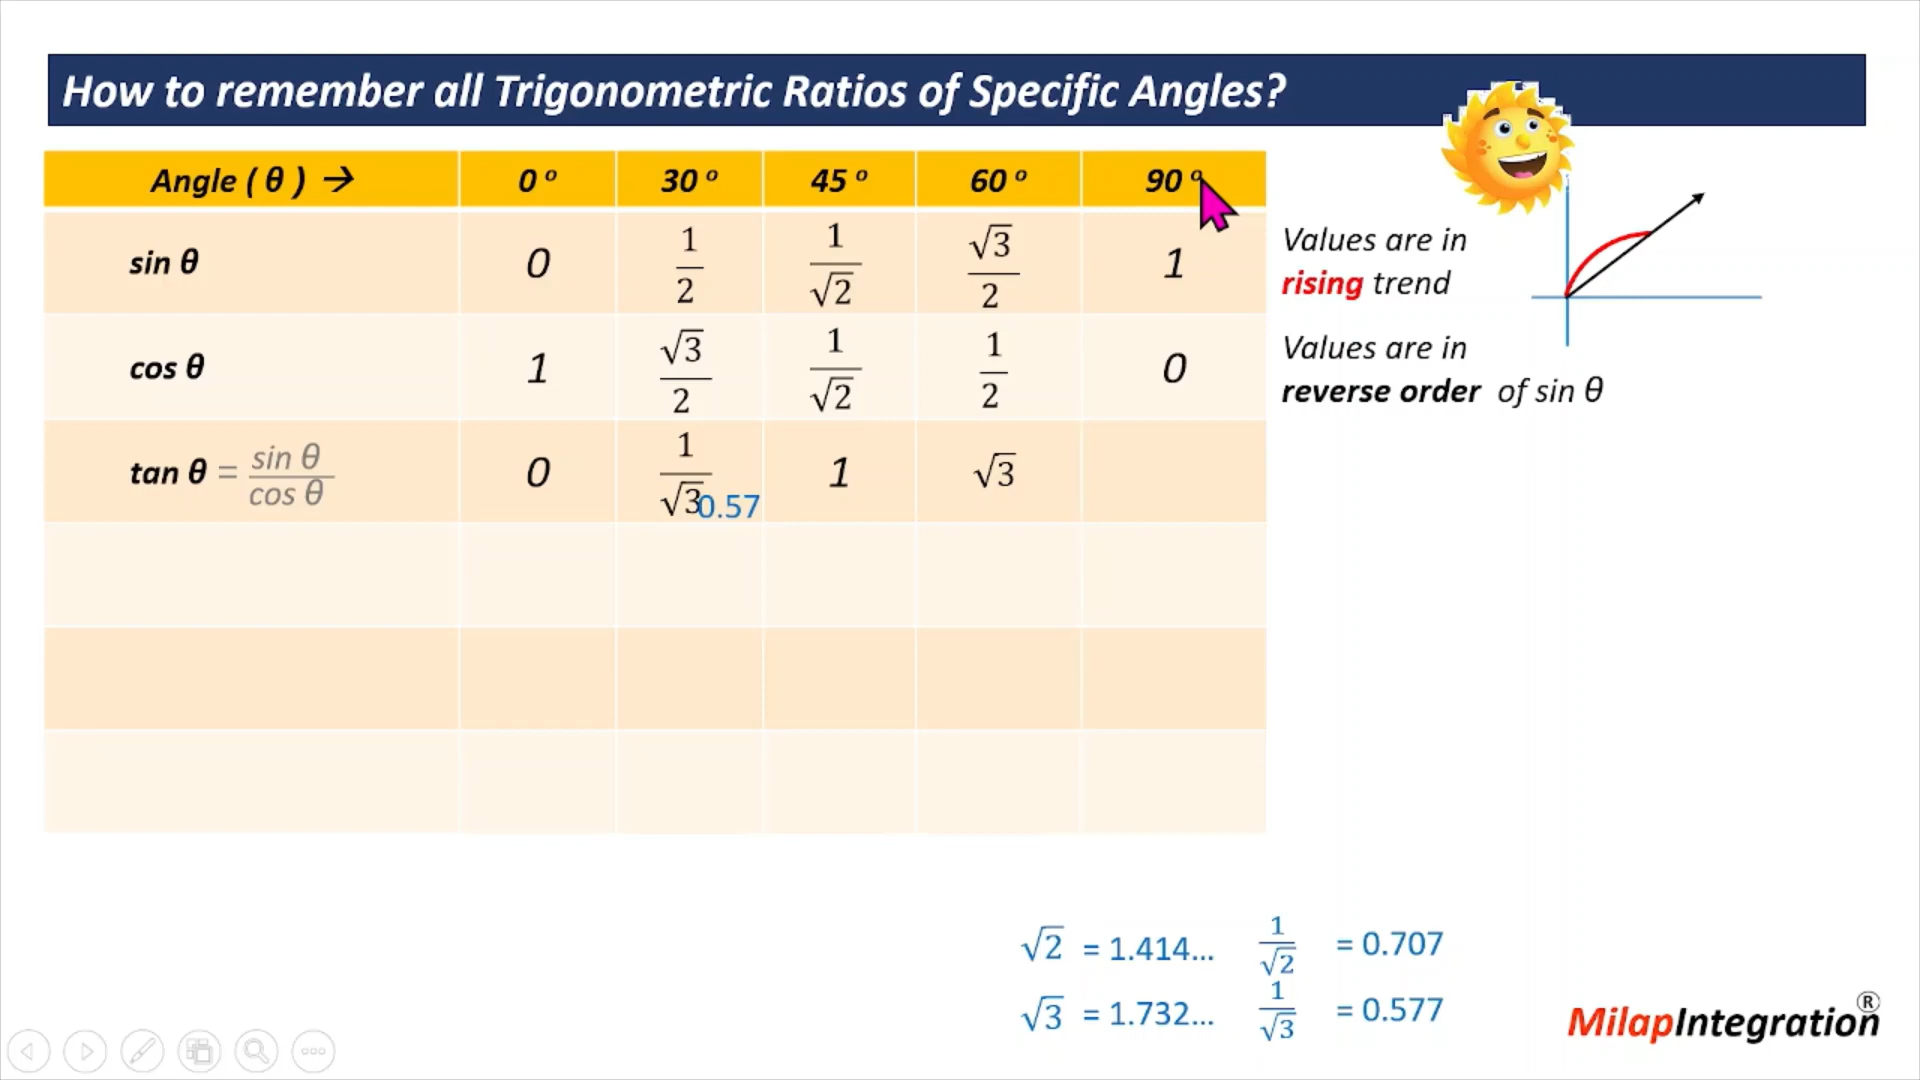 How to remember all Trigonometric Ratios of Specific Angles?
Angle ( θ ) → 0 º 30 º 45 º 60 º 90 º
sin θ 0 1/2 1/√2 √3/2 1
Values are in
rising trend
cos θ 1 √3/2 1/√2 1/2 0
Values are in
reverse order of sin θ
tan θ = sin θ/cos θ 0 1/√3 0.57 1 √3
√2 = 1.414... 1/√2 = 0.707
√3 = 1.732... 1/√3 = 0.577
MilapIntegration®